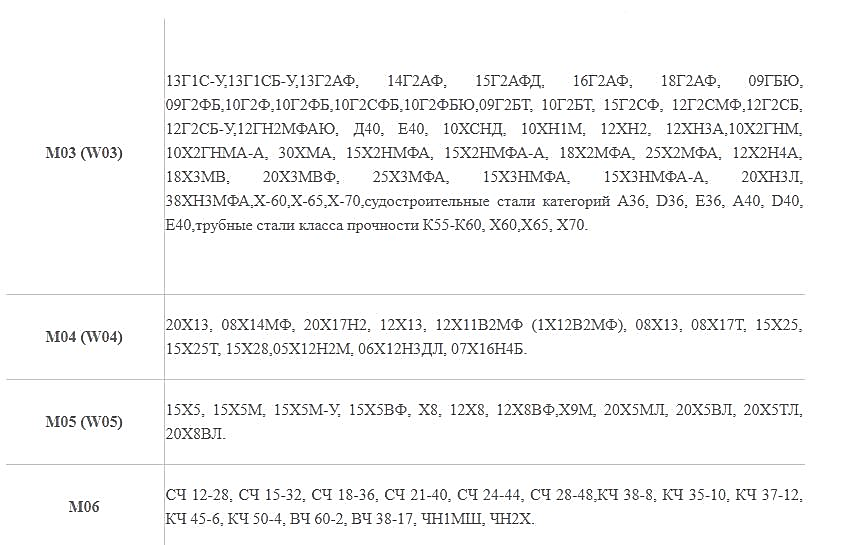 13Г1С-У,13Г1СБ-У,13Г2АФ, 14Г2АФ, 15Г2АФД, 16Г2АФ, 18Г2АФ, 09ГБЮ,
09Г2ФБ,10Г2Ф,10Г2ФБ,10Г2СФБ,10Г2ФБЮ,09Г2БТ, 10Г2БТ, 15Г2СФ, 12Г2СМФ,12Г2СБ,
12Г2СБ-У,12ГН2МФАЮ, Д40, Е40, 10ХСНД, 10ХН1М, 12ХН2, 12ХН3А,10Х2ГНМ,
М03 (W03) 10Х2ГНМА-А, 30ХМА, 15Х2НМФА, 15Х2НМФА-А, 18Х2МФА, 25Х2МФА, 12Х2Н4А,
18Х3МВ, 20Х3МВФ, 25Х3МФА, 15Х3НМФА, 15Х3НМФА-А, 20ХН3Л,
38ХН3МФА,Х-60,Х-65,Х-70,судостроительные стали категорий А36, D36, Е36, А40, D40,
Е40,трубные стали класса прочности К55-К60, Х60,Х65, Х70.
М04 (W04) 20Х13, 08Х14МФ, 20Х17Н2, 12Х13, 12Х11В2МФ (1Х12В2МФ), 08Х13, 08Х17Т, 15Х25,
15Х25Т, 15Х28,05Х12Н2М, 06Х12Н3ДЛ, 07Х16Н4Б.
М05 (W05) 15Х5, 15Х5М, 15Х5М-У, 15Х5ВФ, Х8, 12Х8, 12Х8ВФ,Х9М, 20Х5МЛ, 20Х5ВЛ, 20Х5ТЛ,
20Х8ВЛ.
М06 СЧ 12-28, СЧ 15-32, СЧ 18-36, СЧ 21-40, СЧ 24-44, СЧ 28-48,КЧ 38-8, КЧ 35-10, КЧ 37-12,
КЧ 45-6, КЧ 50-4, ВЧ 60-2, ВЧ 38-17, ЧН1МШ, ЧН2Х.